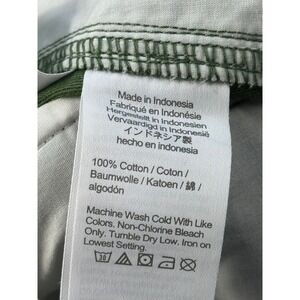 Made in Indonesia
Fabriqué en Indonésie
Hergestellt in Indonesien
Vervaardigd in Indonesië
インドネシア製
hecho en indonesia
100% Cotton / Coton /
Baumwolle / Katoen / 綿 /
algodón
Machine Wash Cold With Like
Colors. Non-Chlorine Bleach
Only. Tumble Dry Low. Iron on
Lowest Setting.
30